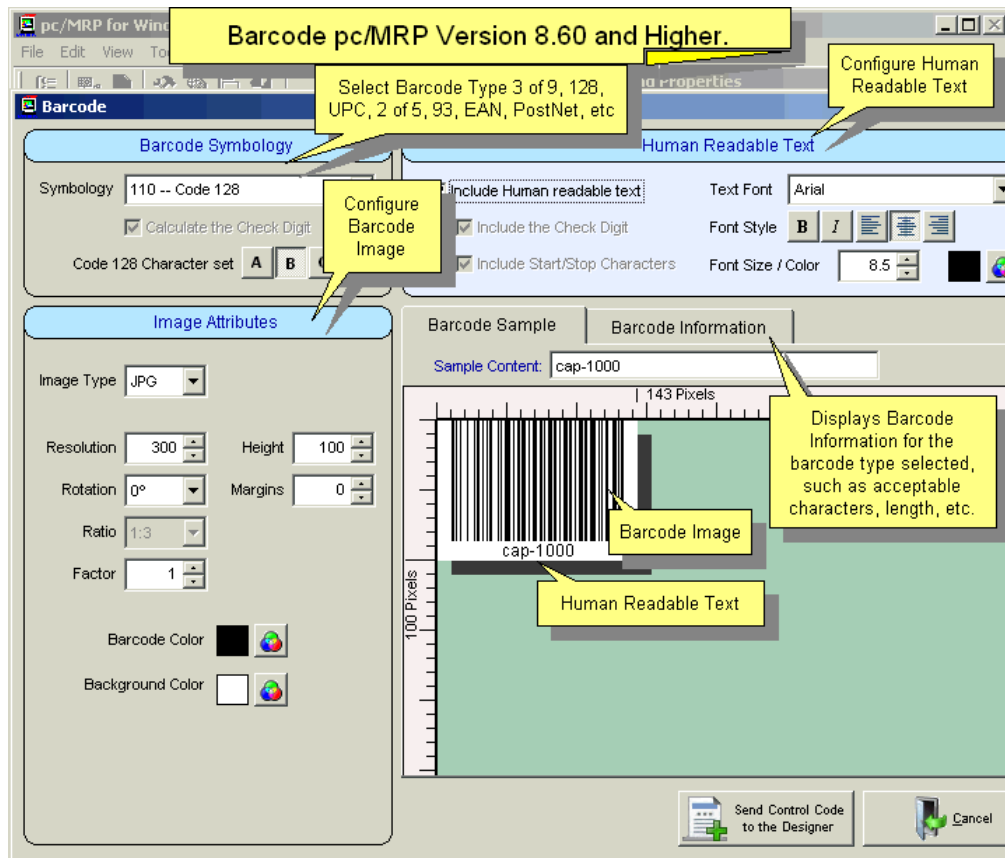 pc/MRP for Wind
Barcode pc/MRP Version 8.60 and Higher.
File Edit View
Configure Human
Readable Text
Select Barcode Type 3 of 9, 128,
UPC, 2 of 5, 93, EAN, PostNet, etc
Properties
Barcode
Barcode Symbology
Human Readable Text
Symbology 110 -- Code 128
Calculate the Check Digit
Code 128 Character set A B
Configure
Barcode
Image
Include Human readable text
Text Font Arial
Include the Check Digit
Font Style B I
Include Start/Stop Characters
Font Size / Color 8.5
Image Attributes
Image Type JPG
Resolution 300 Height 100
Rotation 0° Margins 0
Ratio 1:3
Factor 1
Barcode Color
Background Color
Barcode Sample
Barcode Information
Sample Content: cap-1000
143 Pixels
100 Pixels
Displays Barcode
Information for the
barcode type selected,
such as acceptable
characters, length, etc.
Barcode Image
cap-1000
Human Readable Text
Send Control Code
to the Designer
Cancel